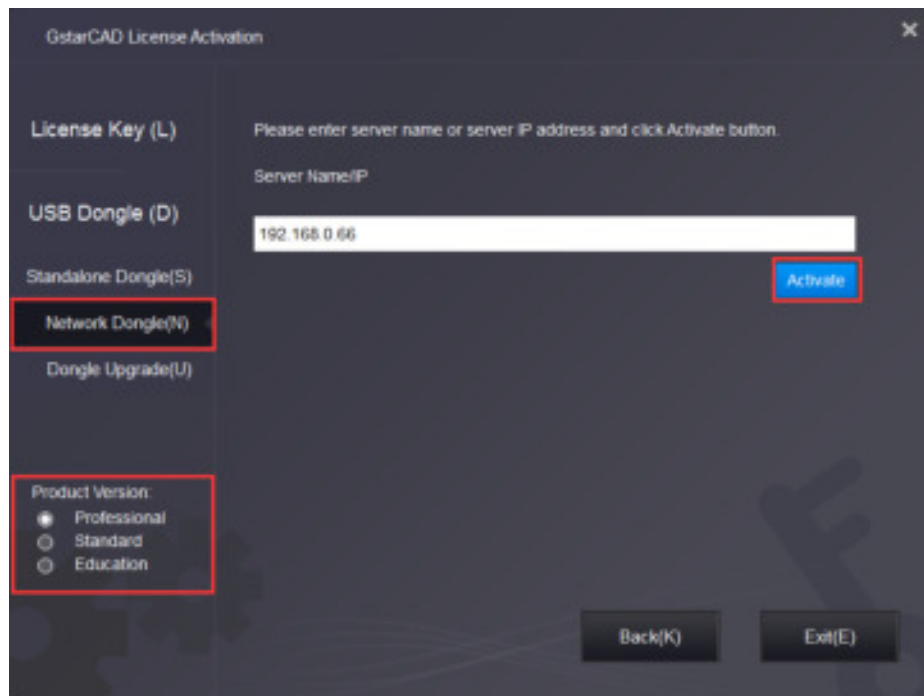 GstarCAD License Activation
License Key (L)
Please enter server name or server IP address and click Activate button.
Server Name/IP
USB Dongle (D)
192.168.0.66
Standalone Dongle(S)
Activate
Network Dongle(N)
Dongle Upgrade(U)
Product Version:
Professional
Standard
Education
Back(K)
Exit(E)